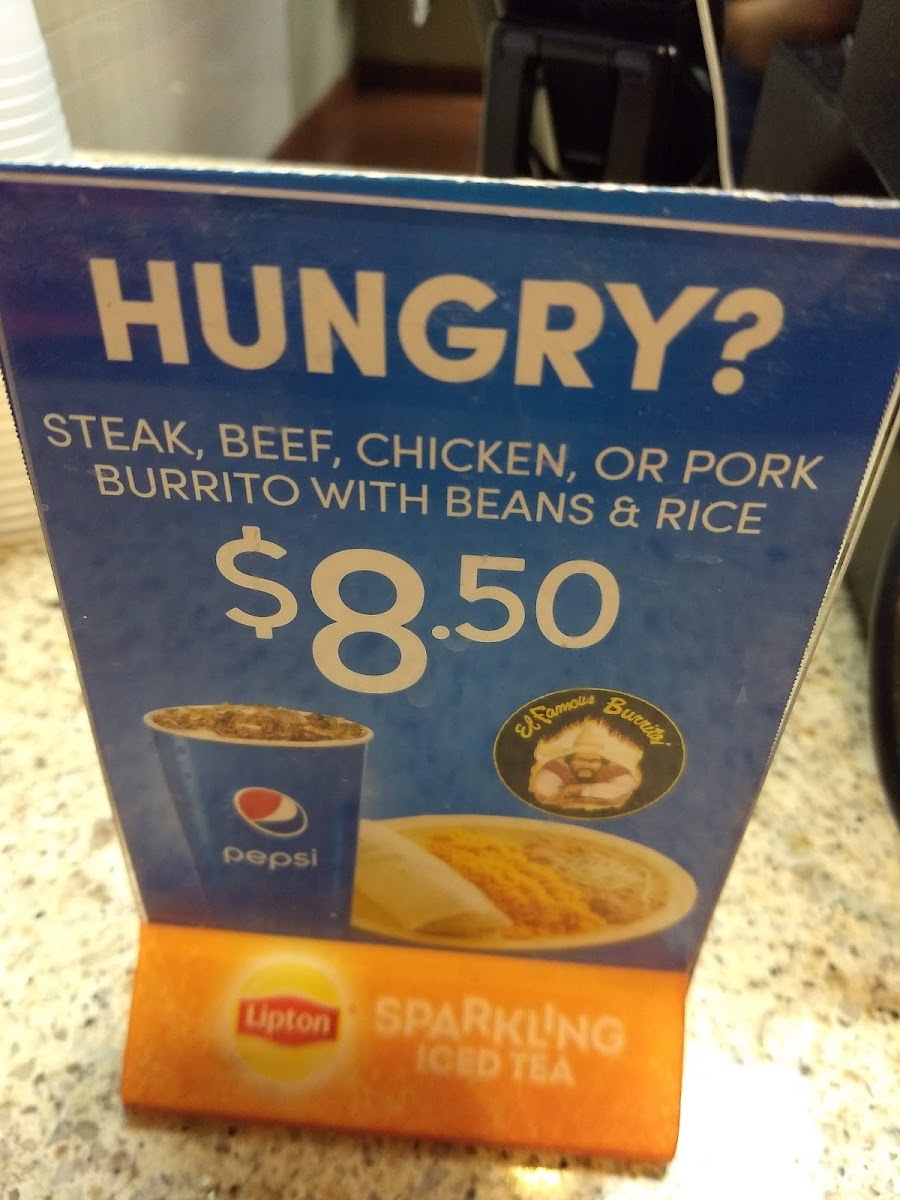 HUNGRY?
STEAK, BEEF, CHICKEN, OR PORK
BURRITO WITH BEANS & RICE
$8.50
El Famous Burrito
pepsi
Lipton
SPARKLING
ICED TEA